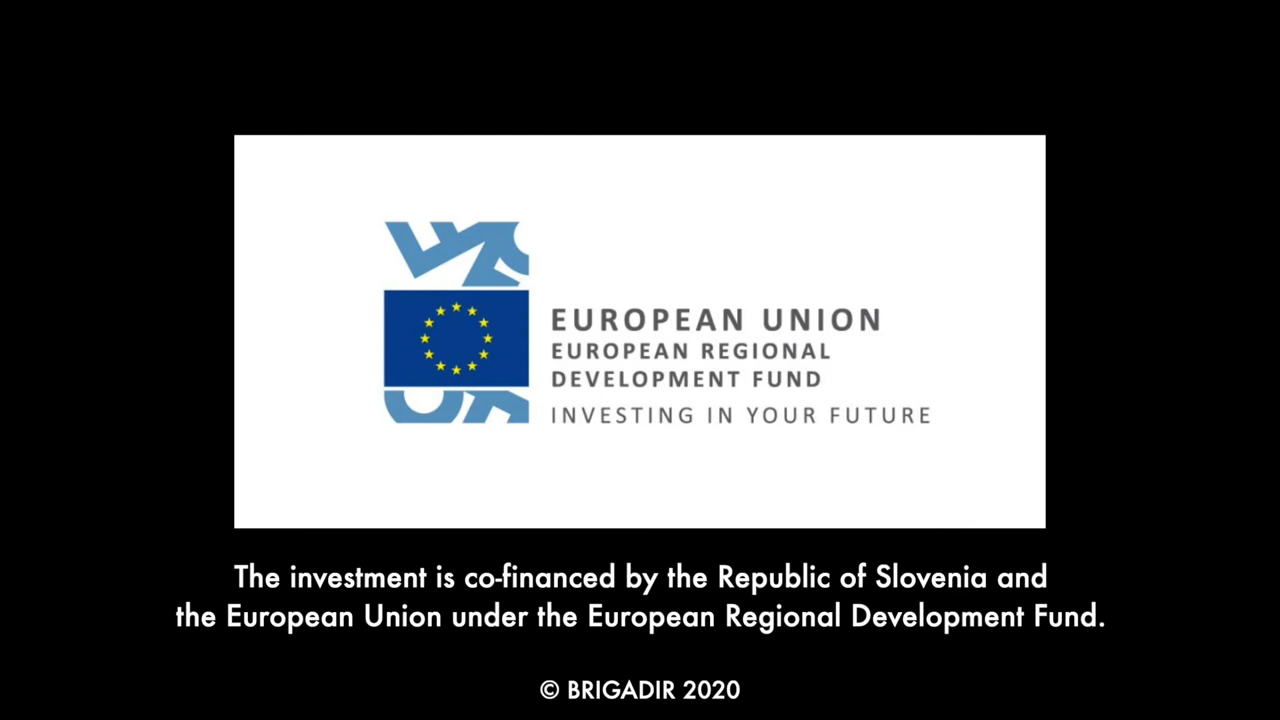 EUROPEAN UNION
EUROPEAN REGIONAL
DEVELOPMENT FUND
INVESTING IN YOUR FUTURE
The investment is co-financed by the Republic of Slovenia and
the European Union under the European Regional Development Fund.
© BRIGADIR 2020